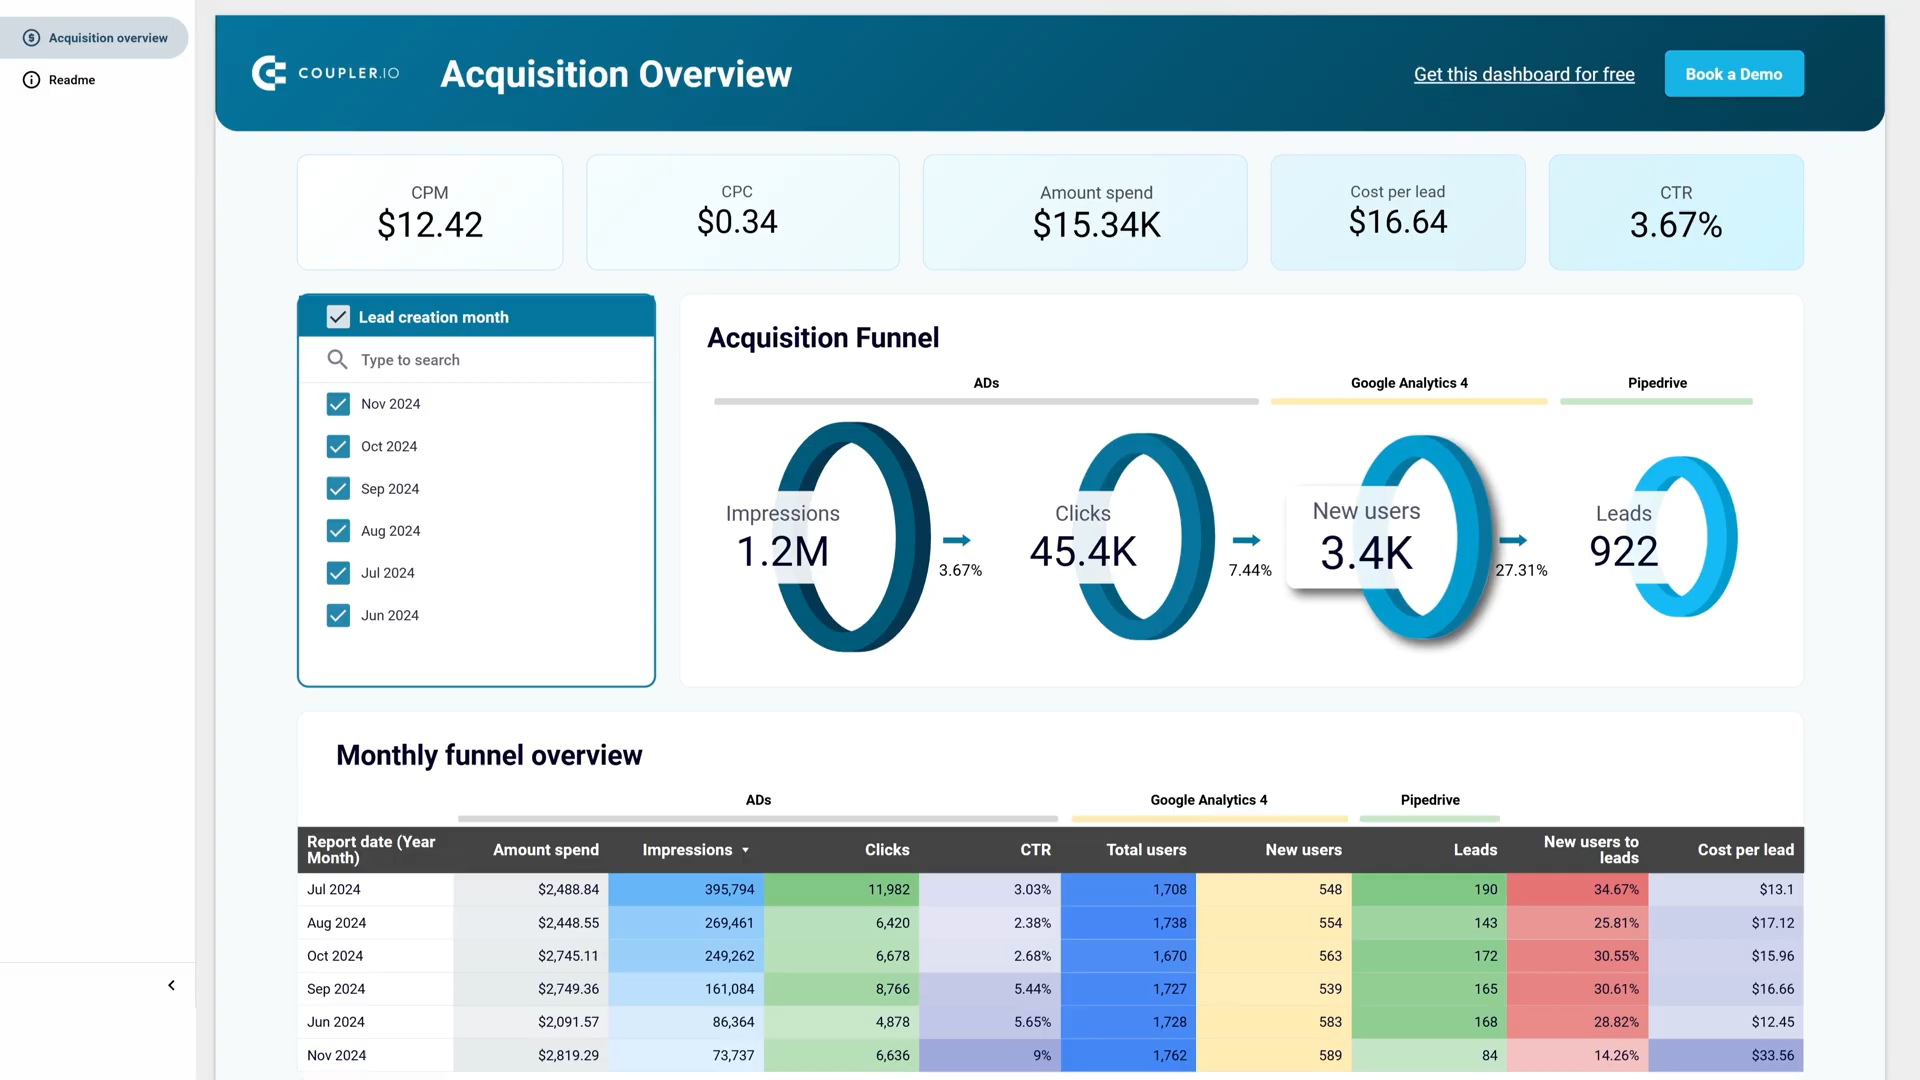 Acquisition overview
Readme
COUPLER.IO
Acquisition Overview
Get this dashboard for free
Book a Demo
CPM
$12.42
CPC
$0.34
Amount spend
$15.34K
Cost per lead
$16.64
CTR
3.67%
Lead creation month
Type to search
Nov 2024
Oct 2024
Sep 2024
Aug 2024
Jul 2024
Jun 2024
Acquisition Funnel
ADs
Google Analytics 4
Pipedrive
Impressions
1.2M
3.67%
Clicks
45.4K
7.44%
New users
3.4K
27.31%
Leads
922
Monthly funnel overview
ADs
Google Analytics 4
Pipedrive
Report date (Year Month) Amount spend Impressions Clicks CTR Total users New users Leads New users to leads Cost per lead
Jul 2024 $2,488.84 395,794 11,982 3.03% 1,708 548 190 34.67% $13.1
Aug 2024 $2,448.55 269,461 6,420 2.38% 1,738 554 143 25.81% $17.12
Oct 2024 $2,745.11 249,262 6,678 2.68% 1,670 563 172 30.55% $15.96
Sep 2024 $2,749.36 161,084 8,766 5.44% 1,727 539 165 30.61% $16.66
Jun 2024 $2,091.57 86,364 4,878 5.65% 1,728 583 168 28.82% $12.45
Nov 2024 $2,819.29 73,737 6,636 9% 1,762 589 84 14.26% $33.56